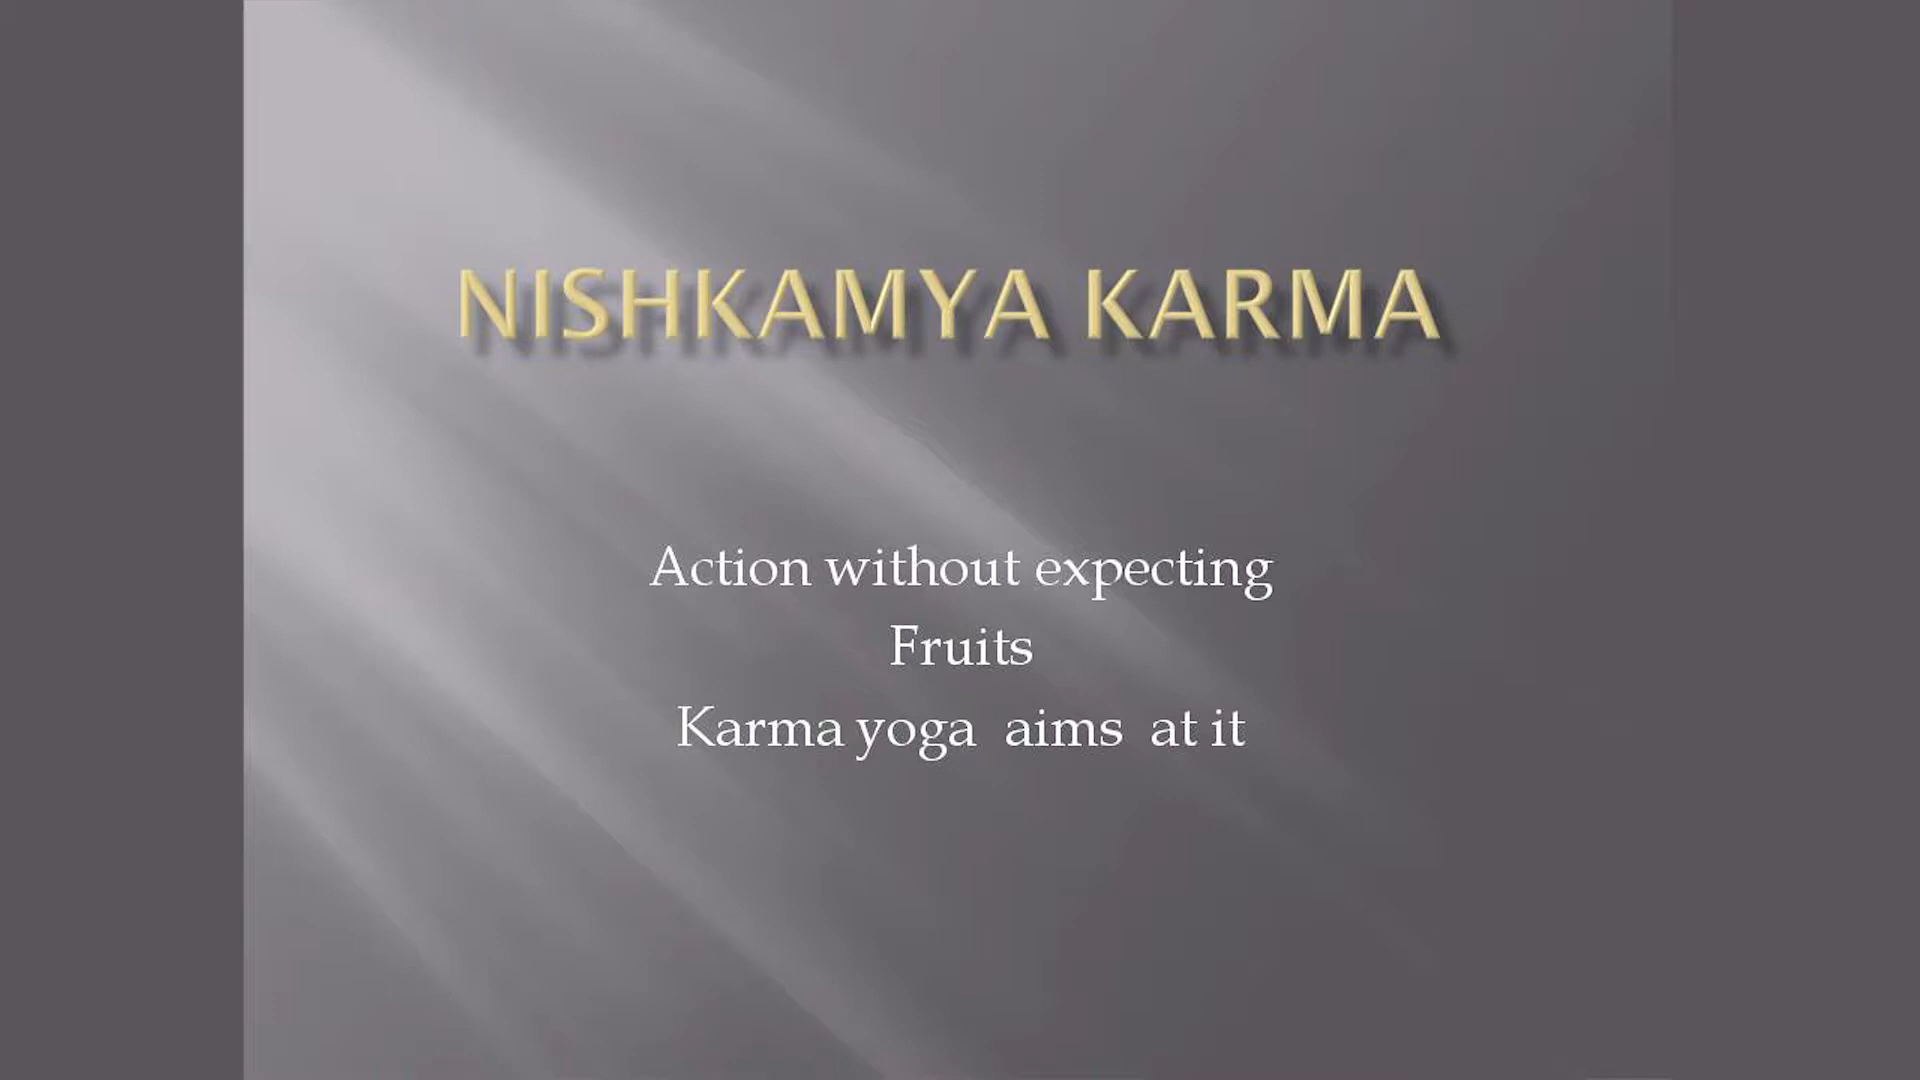 NISHKAMYA KARMA
Action without expecting
Fruits
Karma yoga aims at it